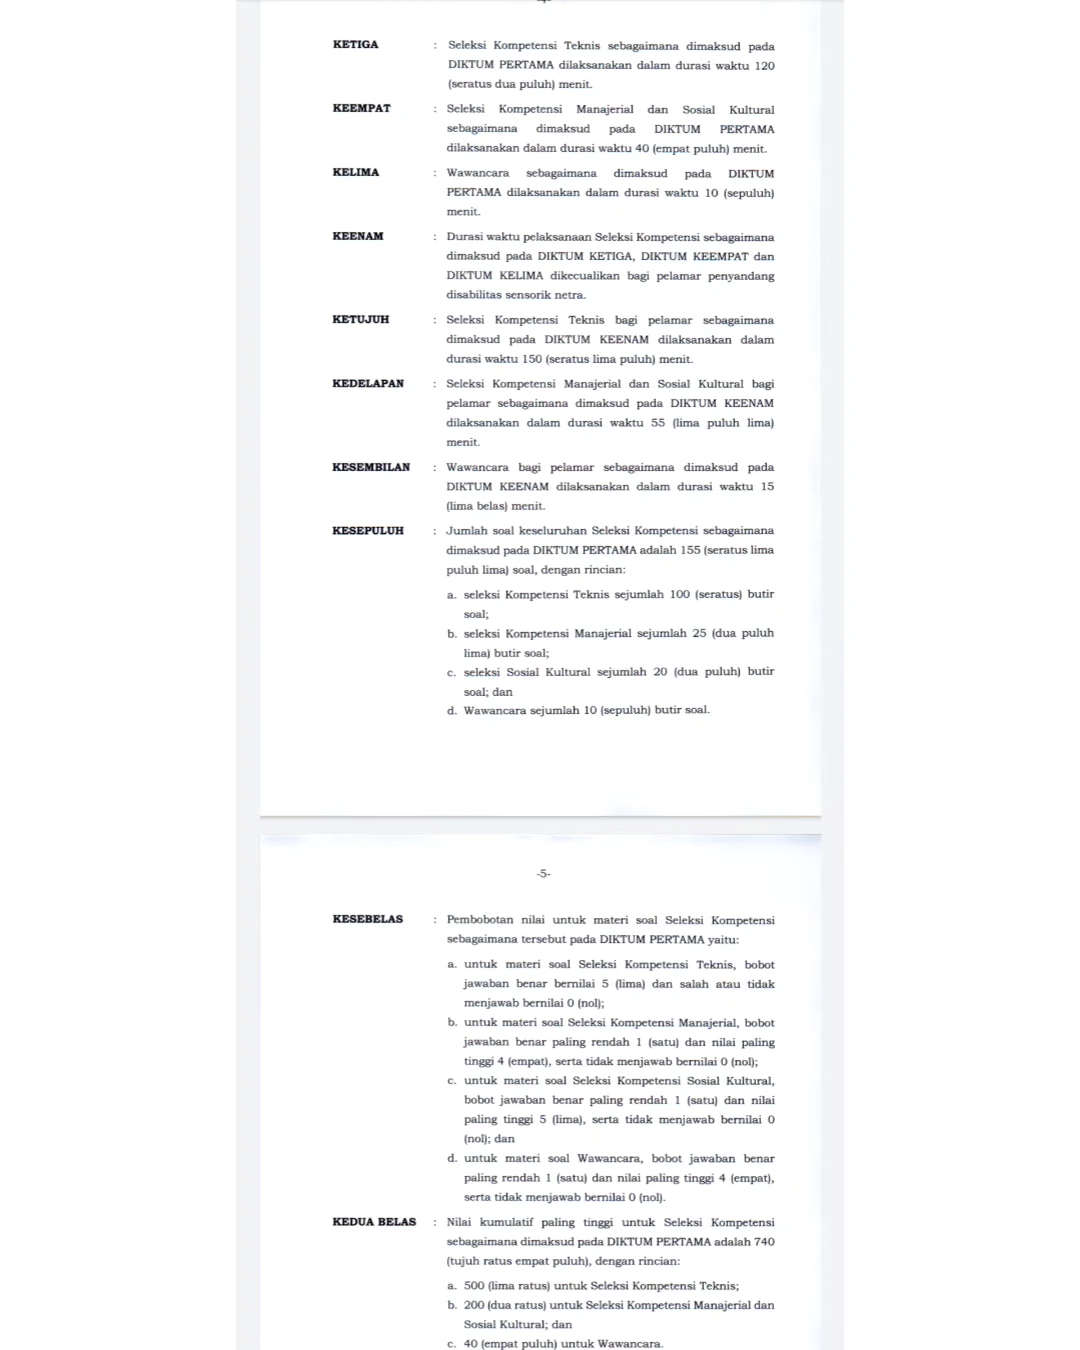 KETIGA : Seleksi Kompetensi Teknis sebagaimana dimaksud pada
DIKTUM PERTAMA dilaksanakan dalam durasi waktu 120
(seratus dua puluh) menit.
KEEMPAT : Seleksi Kompetensi Manajerial dan Sosial Kultural
sebagaimana dimaksud pada DIKTUM PERTAMA
dilaksanakan dalam durasi waktu 40 (empat puluh) menit.
KELIMA : Wawancara sebagaimana dimaksud pada DIKTUM
PERTAMA dilaksanakan dalam durasi waktu 10 (sepuluh)
menit.
KEENAM : Durasi waktu pelaksanaan Seleksi Kompetensi sebagaimana
dimaksud pada DIKTUM KETIGA, DIKTUM KEEMPAT dan
DIKTUM KELIMA dikecualikan bagi pelamar penyandang
disabilitas sensorik netra.
KETUJUH : Seleksi Kompetensi Teknis bagi pelamar sebagaimana
dimaksud pada DIKTUM KEENAM dilaksanakan dalam
durasi waktu 150 (seratus lima puluh) menit.
KEDELAPAN : Seleksi Kompetensi Manajerial dan Sosial Kultural bagi
pelamar sebagaimana dimaksud pada DIKTUM KEENAM
dilaksanakan dalam durasi waktu 55 (lima puluh lima)
menit.
KESEMBILAN : Wawancara bagi pelamar sebagaimana dimaksud pada
DIKTUM KEENAM dilaksanakan dalam durasi waktu 15
(lima belas) menit.
KESEPULUH : Jumlah soal keseluruhan Seleksi Kompetensi sebagaimana
dimaksud pada DIKTUM PERTAMA adalah 155 (seratus lima
puluh lima) soal, dengan rincian:
a. seleksi Kompetensi Teknis sejumlah 100 (seratus) butir
soal;
b. seleksi Kompetensi Manajerial sejumlah 25 (dua puluh
lima) butir soal;
c. seleksi Sosial Kultural sejumlah 20 (dua puluh) butir
soal; dan
d. Wawancara sejumlah 10 (sepuluh) butir soal.
-5-
KESEBELAS : Pembobotan nilai untuk materi soal Seleksi Kompetensi
sebagaimana tersebut pada DIKTUM PERTAMA yaitu:
a. untuk materi soal Seleksi Kompetensi Teknis, bobot
jawaban benar bernilai 5 (lima) dan salah atau tidak
menjawab bernilai 0 (nol);
b. untuk materi soal Seleksi Kompetensi Manajerial, bobot
jawaban benar paling rendah 1 (satu) dan nilai paling
tinggi 4 (empat), serta tidak menjawab bernilai 0 (nol);
c. untuk materi soal Seleksi Kompetensi Sosial Kultural,
bobot jawaban benar paling rendah 1 (satu) dan nilai
paling tinggi 5 (lima), serta tidak menjawab bernilai 0
(nol); dan
d. untuk materi soal Wawancara, bobot jawaban benar
paling rendah 1 (satu) dan nilai paling tinggi 4 (empat),
serta tidak menjawab bernilai 0 (nol).
KEDUA BELAS : Nilai kumulatif paling tinggi untuk Seleksi Kompetensi
sebagaimana dimaksud pada DIKTUM PERTAMA adalah 740
(tujuh ratus empat puluh), dengan rincian:
a. 500 (lima ratus) untuk Seleksi Kompetensi Teknis;
b. 200 (dua ratus) untuk Seleksi Kompetensi Manajerial dan
Sosial Kultural; dan
c. 40 (empat puluh) untuk Wawancara.